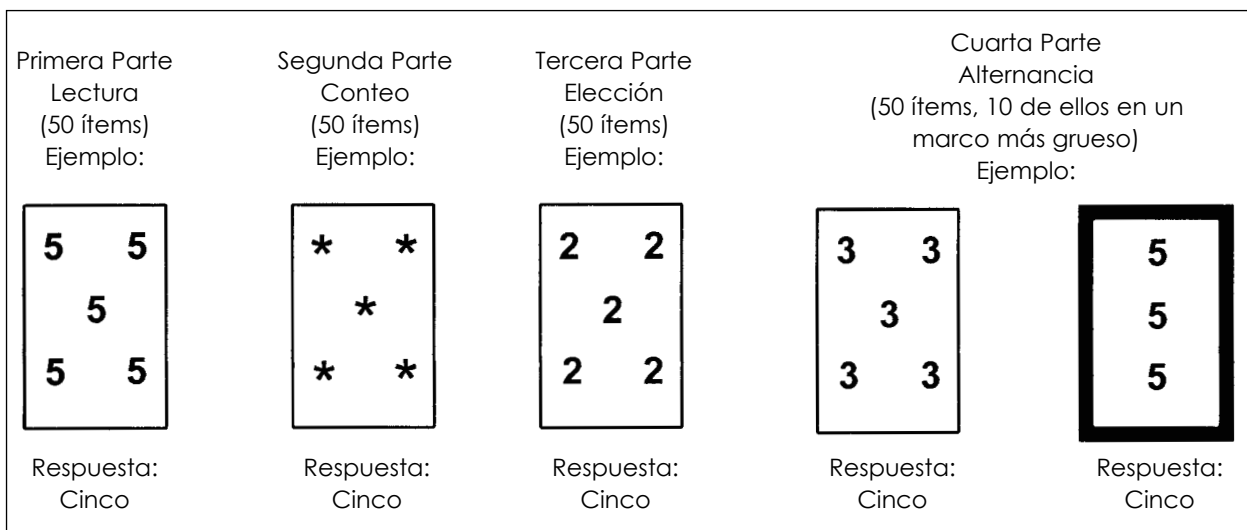 Primera Parte
Lectura
(50 ítems)
Ejemplo:
5 5
5
5 5
Respuesta:
Cinco
Segunda Parte
Conteo
(50 ítems)
Ejemplo:
* *
*
* *
Respuesta:
Cinco
Tercera Parte
Elección
(50 ítems)
Ejemplo:
2 2
2
2 2
Respuesta:
Cinco
Cuarta Parte
Alternancia
(50 ítems, 10 de ellos en un
marco más grueso)
Ejemplo:
3 3
3
3 3
Respuesta:
Cinco
5
5
5
Respuesta:
Cinco